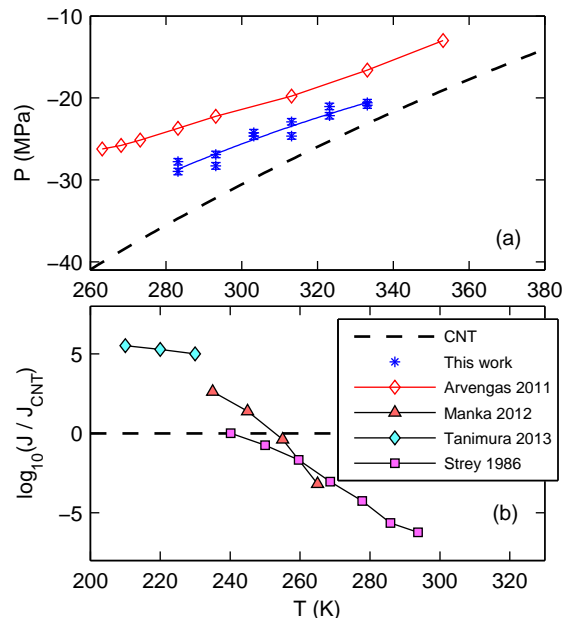 0
−10
−20
−30
−40
P (MPa)
(a)
260 280 300 320 340 360 380
5
0
−5
log10(J / JCNT)
CNT
This work
Arvengas 2011
Manka 2012
Tanimura 2013
Strey 1986
(b)
200 220 240 260 280 300 320
T (K)